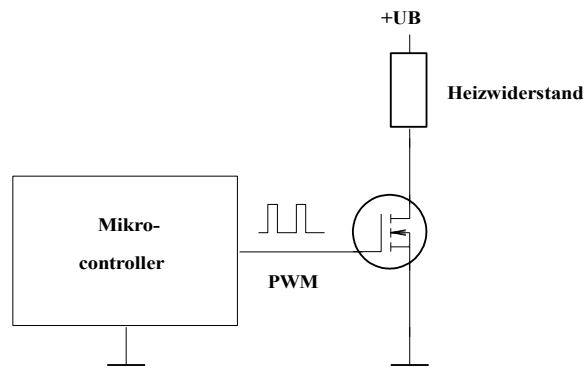 +UB
Heizwiderstand
Mikro-
controller
PWM